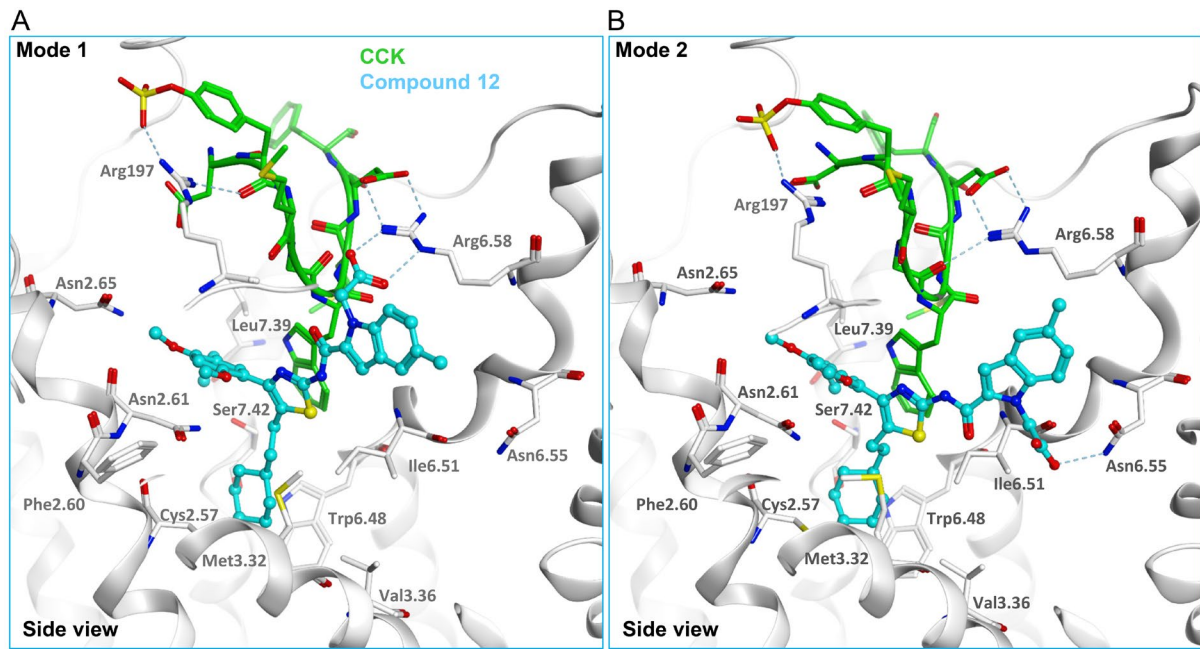 A
Mode 1
CCK
Compound 12
Arg197
Arg6.58
Asn2.65
Leu7.39
Asn2.61
Ser7.42
Ile6.51
Asn6.55
Phe2.60
Cys2.57
Trp6.48
Met3.32
Val3.36
Side view
B
Mode 2
Arg197
Arg6.58
Asn2.65
Leu7.39
Asn2.61
Ser7.42
Asn6.55
Ile6.51
Phe2.60
Cys2.57
Trp6.48
Met3.32
Val3.36
Side view